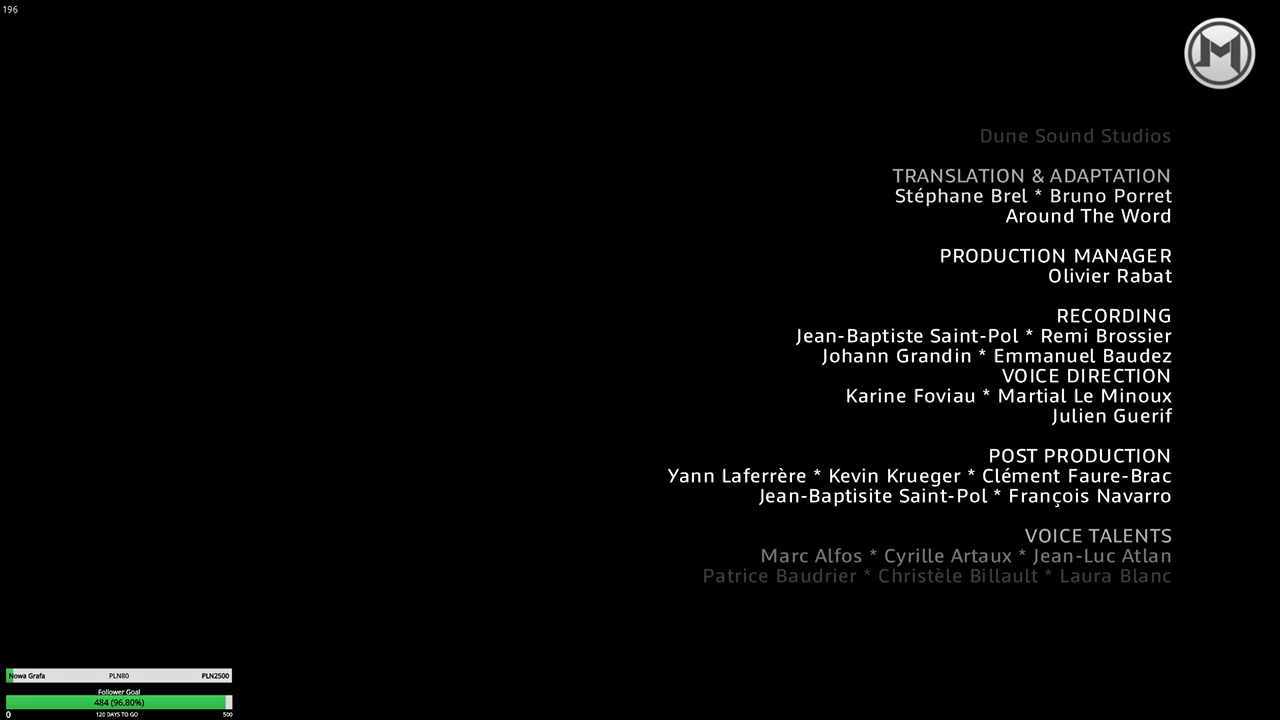 196
M
Dune Sound Studios
TRANSLATION & ADAPTATION
Stéphane Brel * Bruno Porret
Around The Word
PRODUCTION MANAGER
Olivier Rabat
RECORDING
Jean-Baptiste Saint-Pol * Remi Brossier
Johann Grandin * Emmanuel Baudez
VOICE DIRECTION
Karine Foviau * Martial Le Minoux
Julien Guerif
POST PRODUCTION
Yann Laferrère * Kevin Krueger * Clément Faure-Brac
Jean-Baptisite Saint-Pol * François Navarro
VOICE TALENTS
Marc Alfos * Cyrille Artaux * Jean-Luc Atlan
Patrice Baudrier * Christèle Billault * Laura Blanc
Nowa Grafa PLN80 PLN2500
Follower Goal
484 (96.80%)
0 120 DAYS TO GO 500